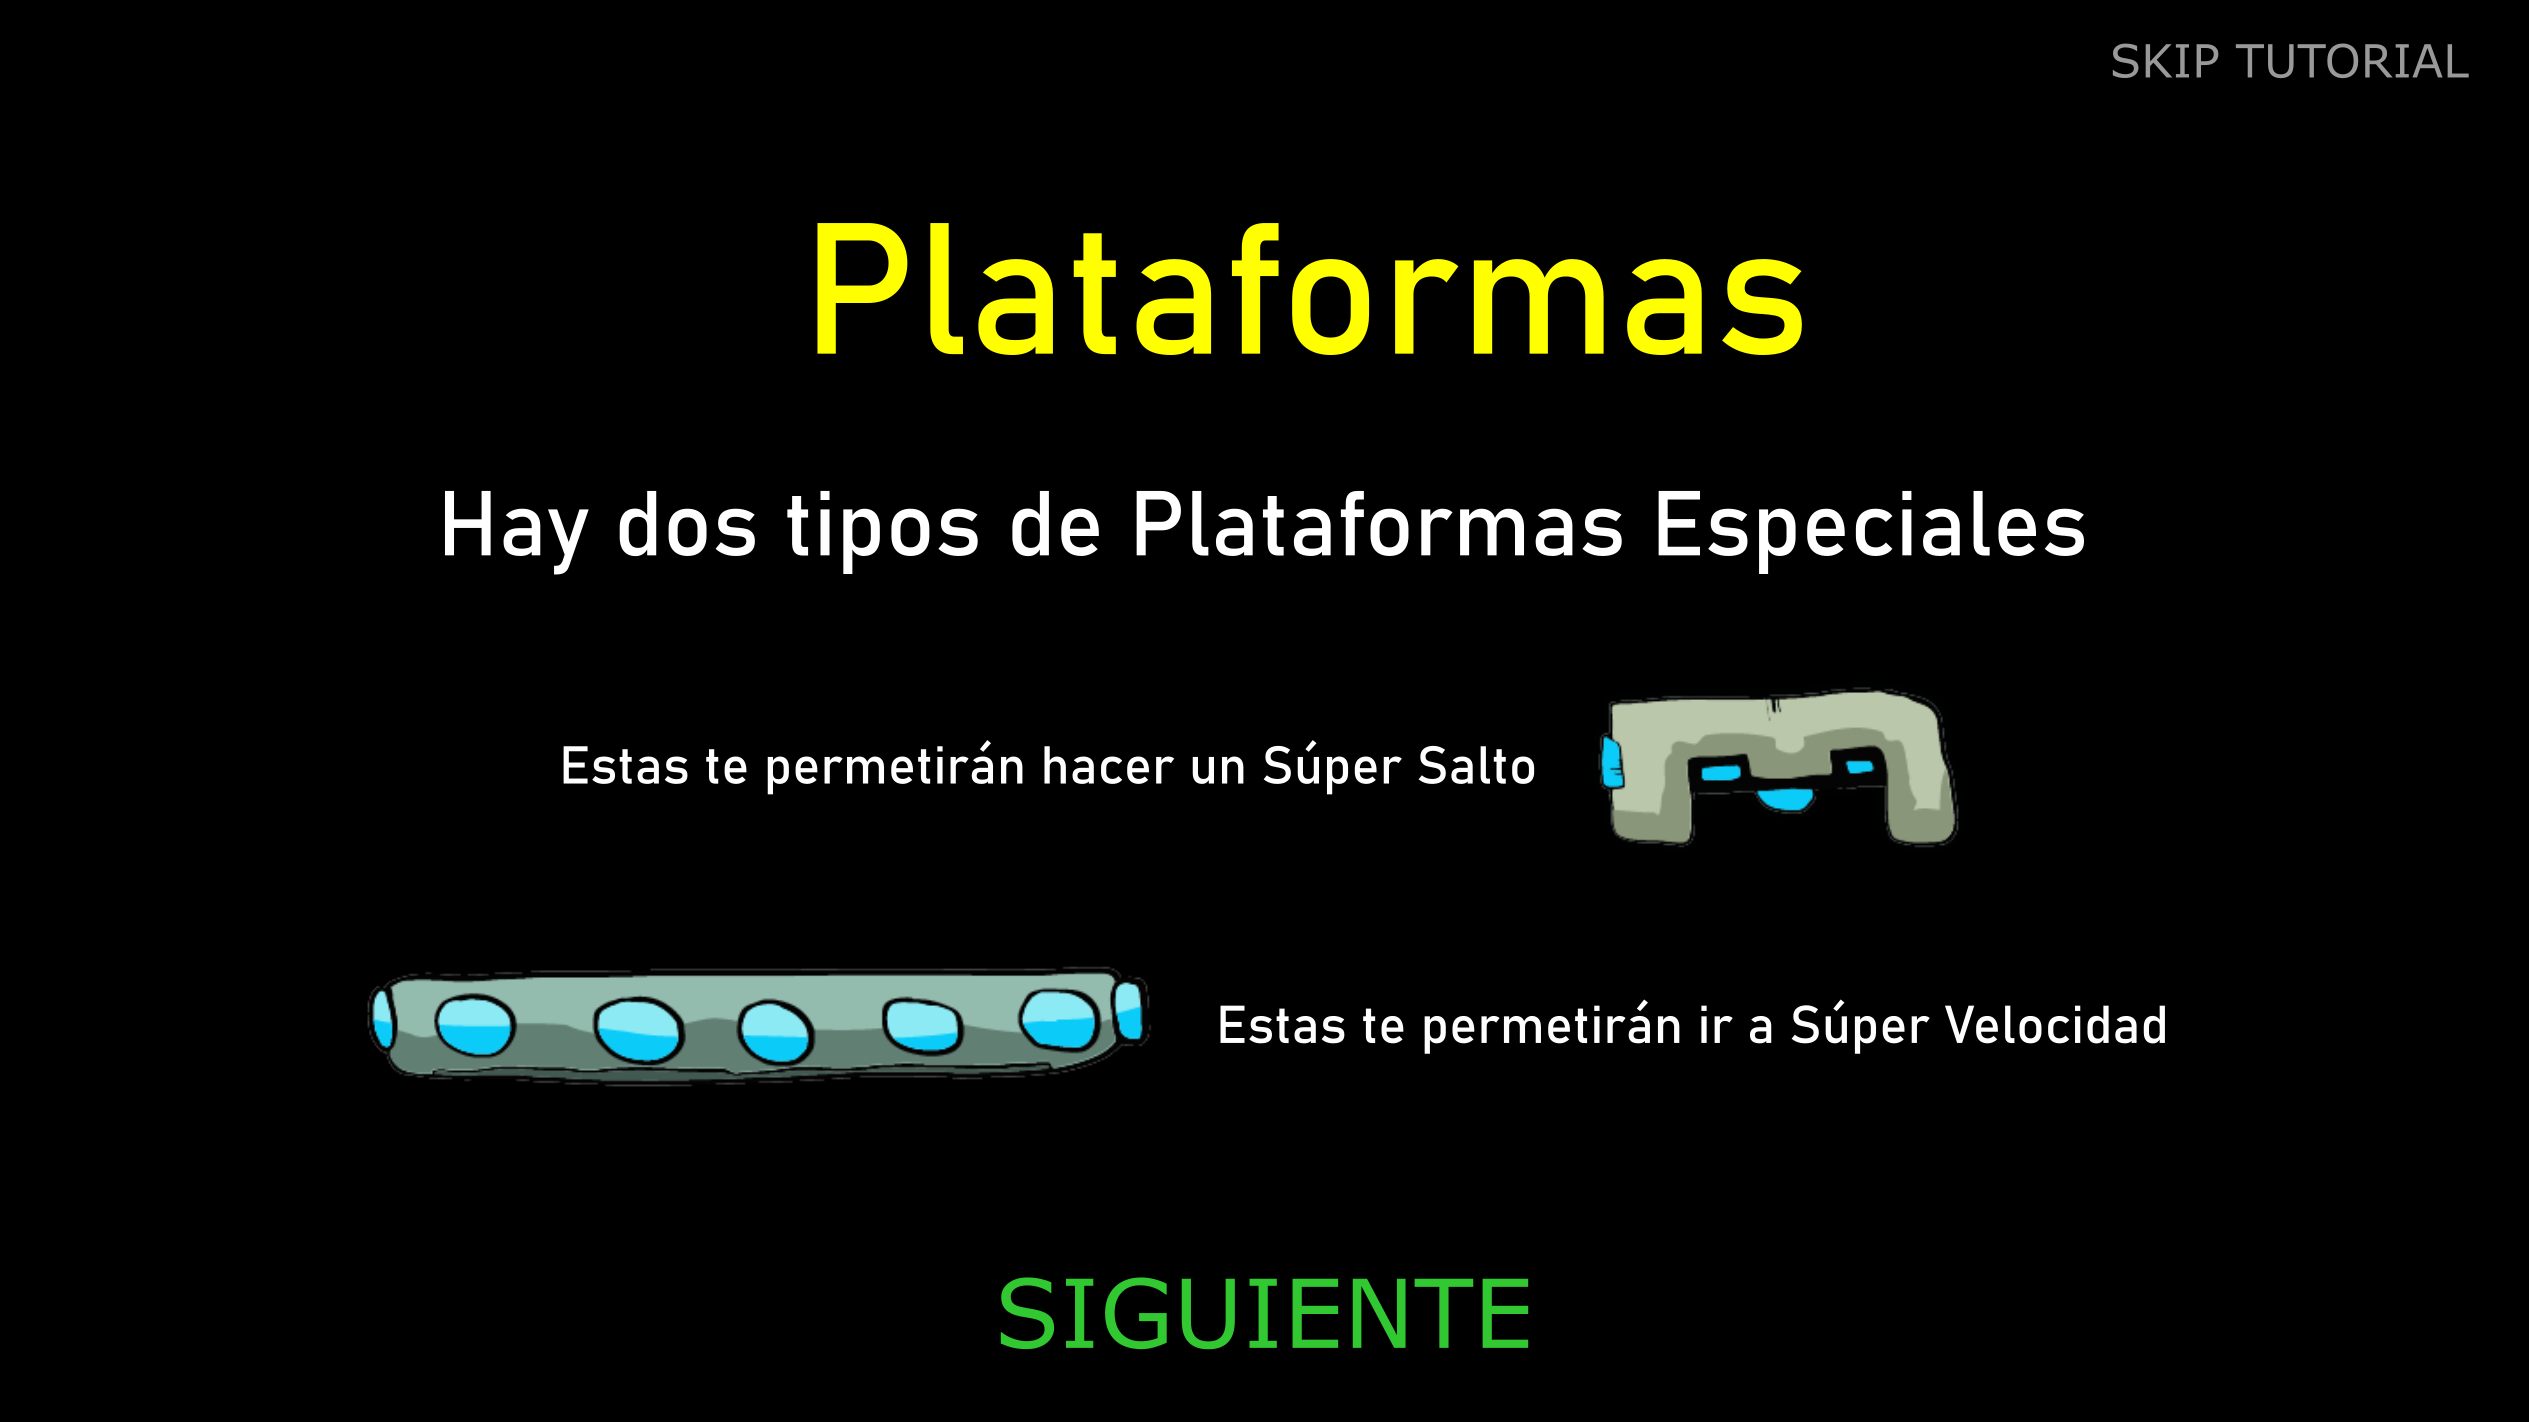 SKIP TUTORIAL
Plataformas
Hay dos tipos de Plataformas Especiales
Estas te permetirán hacer un Súper Salto
Estas te permetirán ir a Súper Velocidad
SIGUIENTE